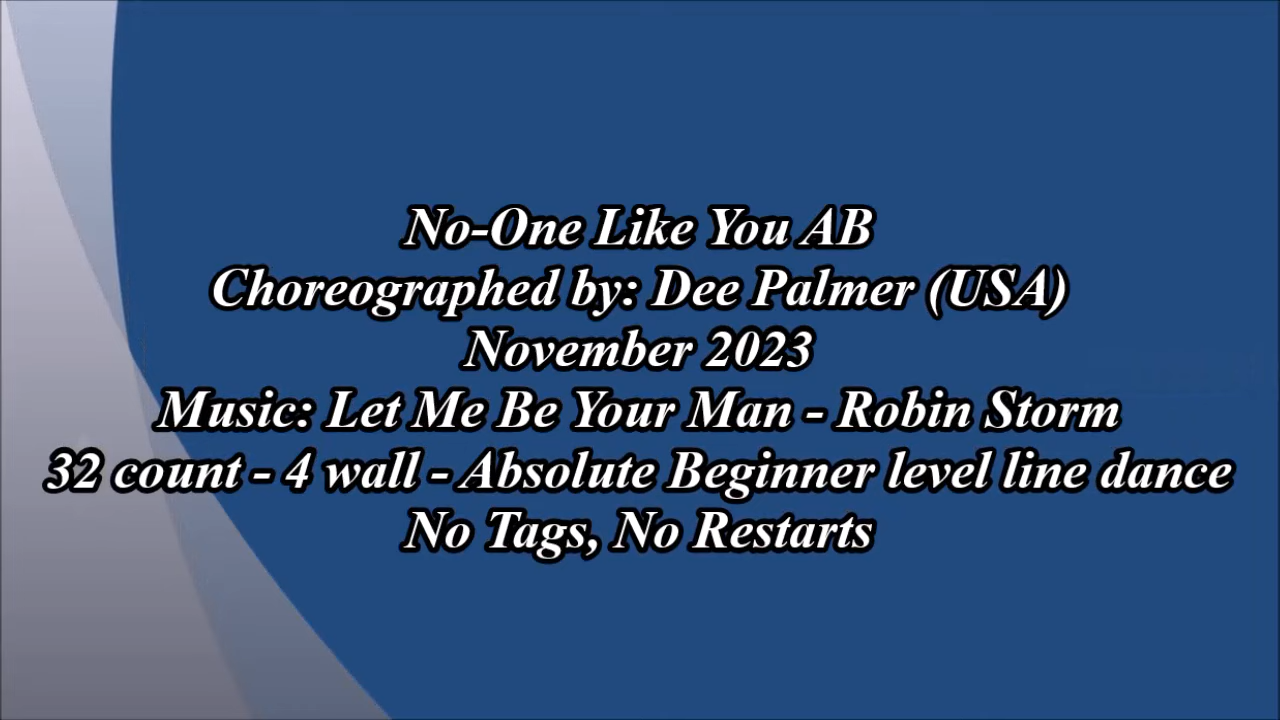 No-One Like You AB
Choreographed by: Dee Palmer (USA)
November 2023
Music: Let Me Be Your Man - Robin Storm
32 count - 4 wall - Absolute Beginner level line dance
No Tags, No Restarts